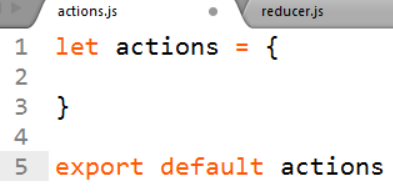 actions.js reducer.js
1 let actions = {
2
3 }
4
5 export default actions